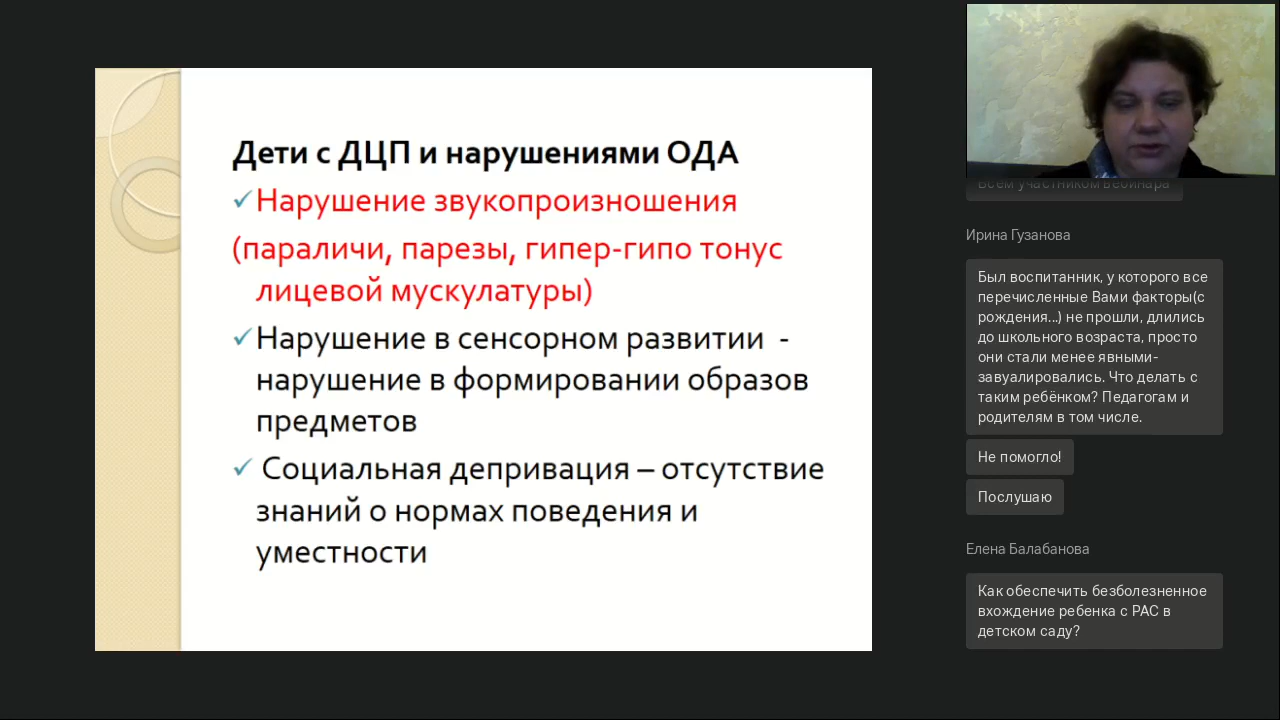 Дети с ДЦП и нарушениями ОДА
Нарушение звукопроизношения
(параличи, парезы, гипер-гипо тонус
лицевой мускулатуры)
Нарушение в сенсорном развитии -
нарушение в формировании образов
предметов
Социальная депривация – отсутствие
знаний о нормах поведения и
уместности
Всем участником вебинара
Ирина Гузанова
Был воспитанник, у которого все
перечисленные Вами факторы(с
рождения...) не прошли, длились
до школьного возраста, просто
они стали менее явными-
завуалировались. Что делать с
таким ребёнком? Педагогам и
родителям в том числе.
Не помогло!
Послушаю
Елена Балабанова
Как обеспечить безболезненное
вхождение ребенка с РАС в
детском саду?